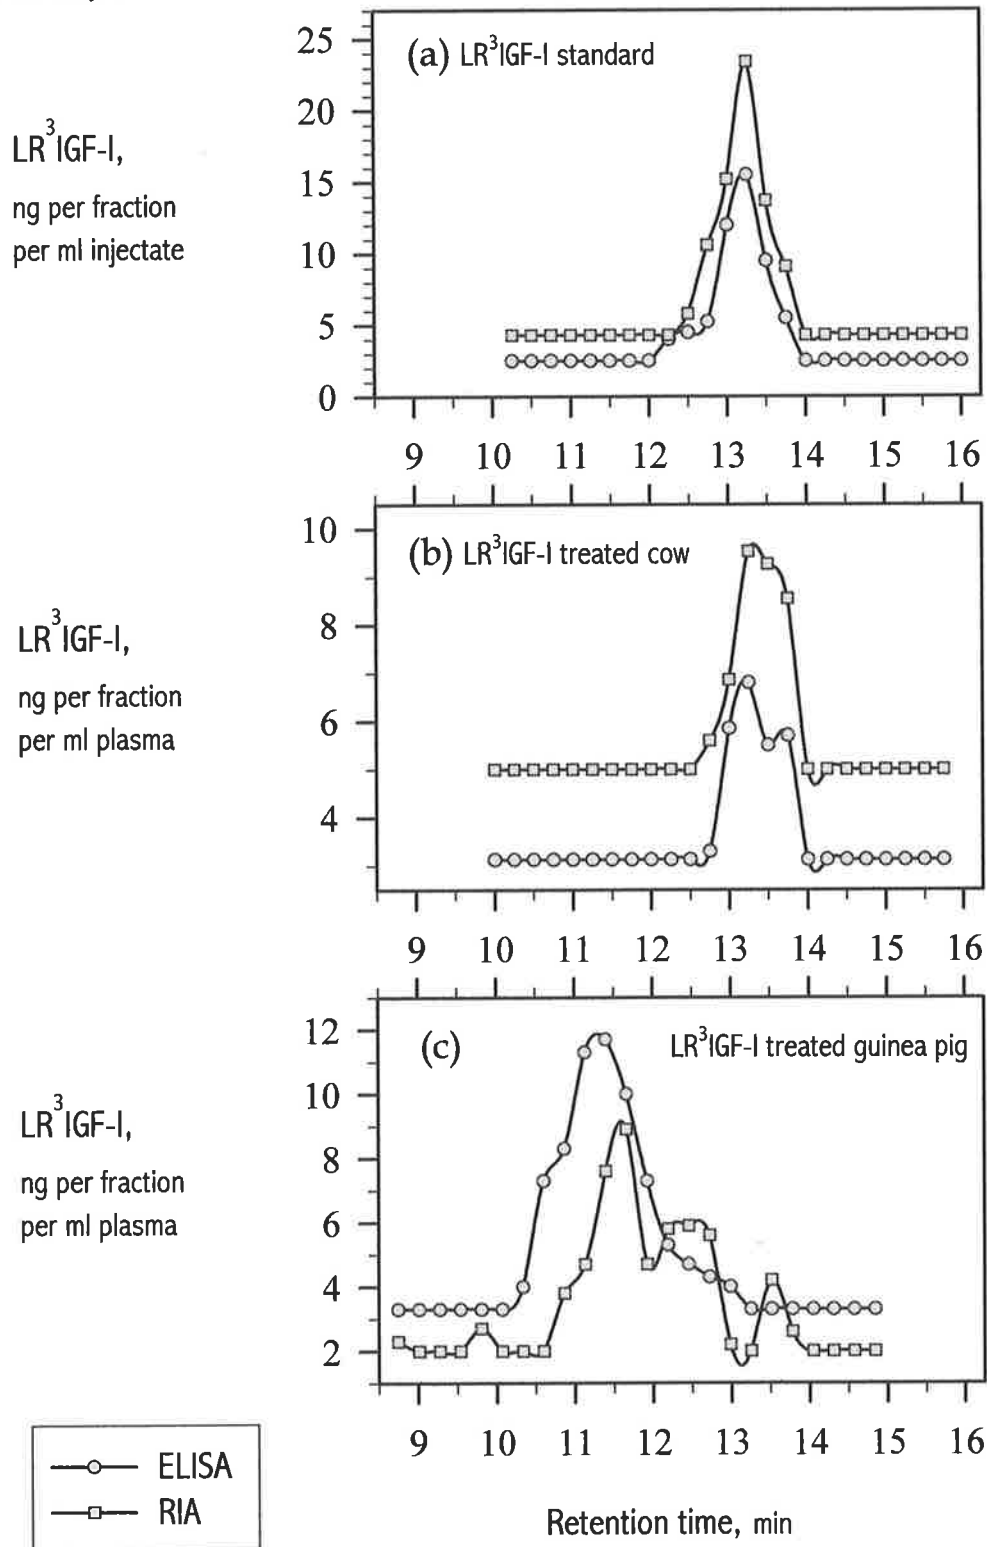 25
20
15
10
5
0
(a) LR³IGF-I standard
LR³IGF-I,
ng per fraction
per ml injectate
9 10 11 12 13 14 15 16
10
8
6
4
(b) LR³IGF-I treated cow
LR³IGF-I,
ng per fraction
per ml plasma
9 10 11 12 13 14 15 16
12
10
8
6
4
2
(c) LR³IGF-I treated guinea pig
LR³IGF-I,
ng per fraction
per ml plasma
9 10 11 12 13 14 15 16
ELISA
RIA
Retention time, min